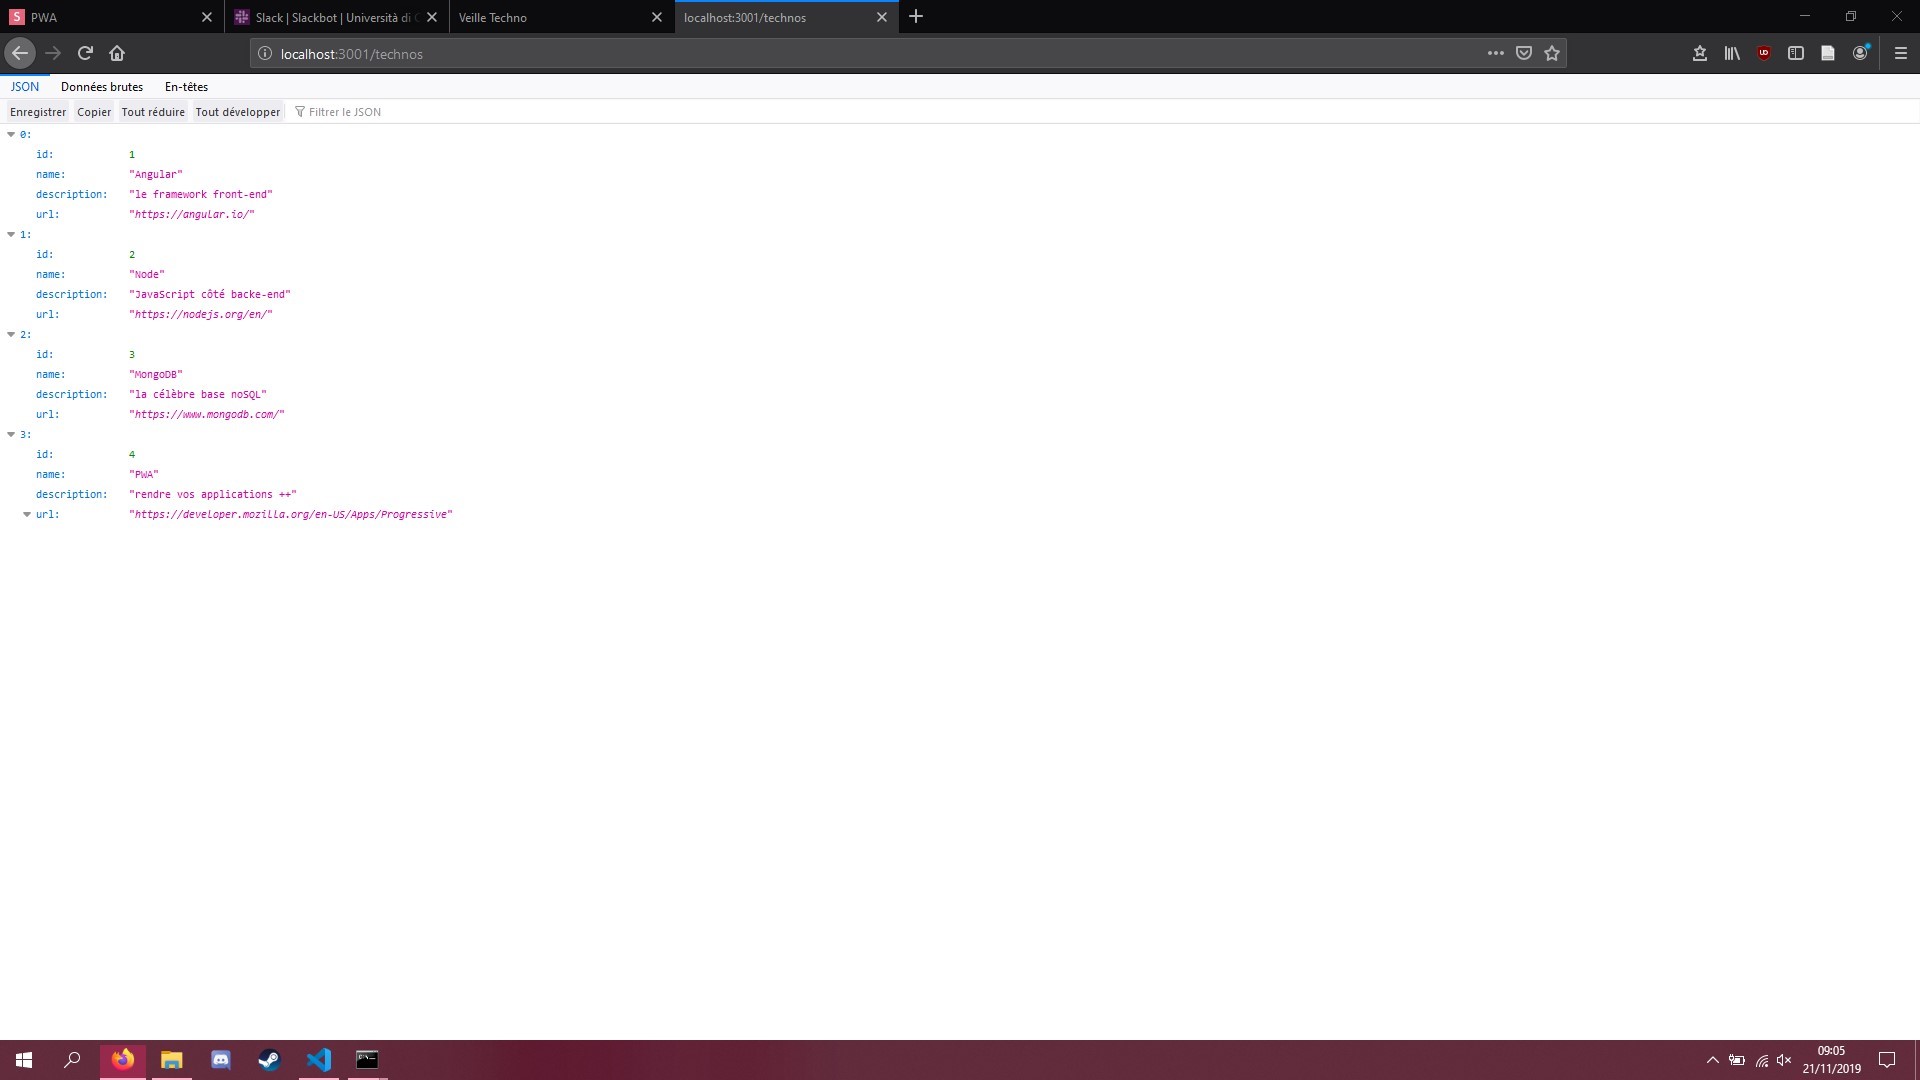 S PWA
Slack | Slackbot | Università di C
Veille Techno
localhost:3001/technos
localhost:3001/technos
JSON Données brutes En-têtes
Enregistrer Copier Tout réduire Tout développer Filtrer le JSON
0:
id: 1
name: "Angular"
description: "le framework front-end"
url: "https://angular.io/"
1:
id: 2
name: "Node"
description: "JavaScript côté backe-end"
url: "https://nodejs.org/en/"
2:
id: 3
name: "MongoDB"
description: "la célèbre base noSQL"
url: "https://www.mongodb.com/"
3:
id: 4
name: "PWA"
description: "rendre vos applications ++"
url: "https://developer.mozilla.org/en-US/Apps/Progressive"
09:05
21/11/2019